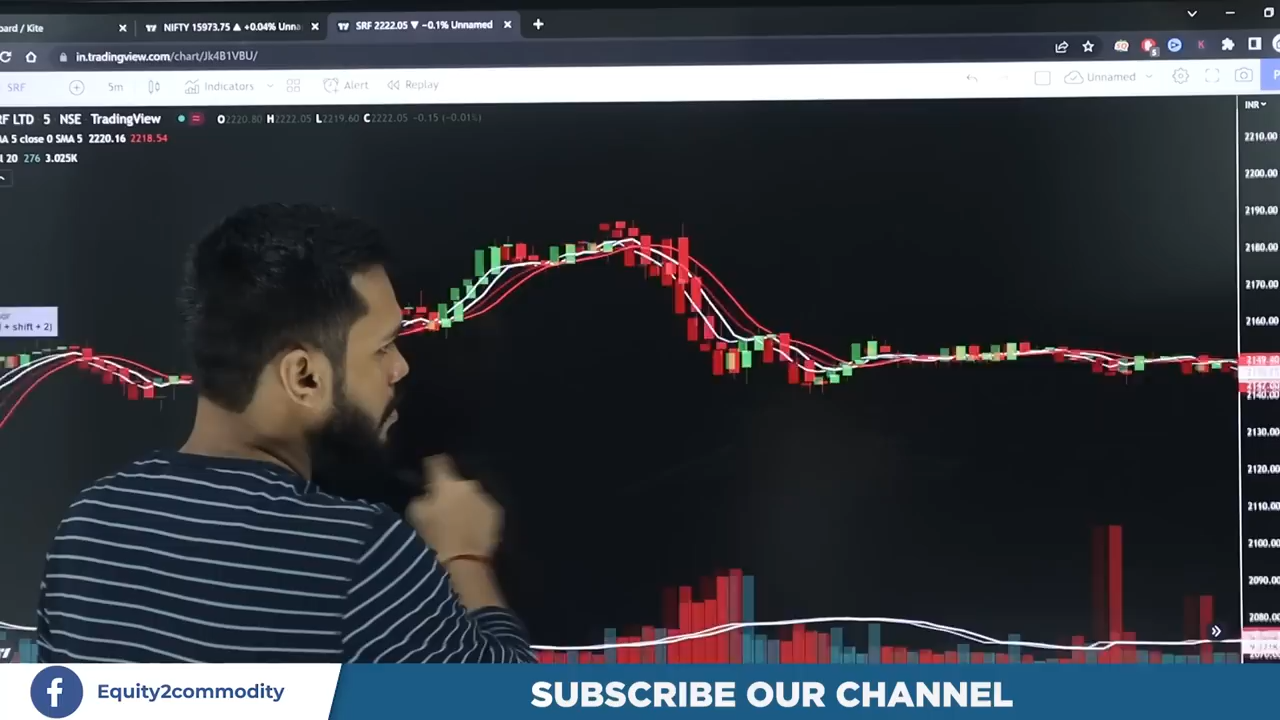 oard / Kite
NIFTY 15973.75 ▲ +0.04% Unna
SRF 2222.05 ▼ −0.1% Unnamed
in.tradingview.com/chart/Jk4B1VBU/
SRF
5m
Indicators
Alert
Replay
Unnamed
RF LTD 5 NSE TradingView
O2220.80 H2222.05 L2219.60 C2222.05 -0.15 (-0.01%)
INR
MA 5 close 0 SMA 5 2220.16 2218.54
ol 20 276 3.025K
2210.00
2200.00
2190.00
2180.00
2170.00
2160.00
+ shift + 2)
2149.80
2140.00
2130.00
2120.00
2110.00
2100.00
2090.00
2080.00
Equity2commodity
SUBSCRIBE OUR CHANNEL